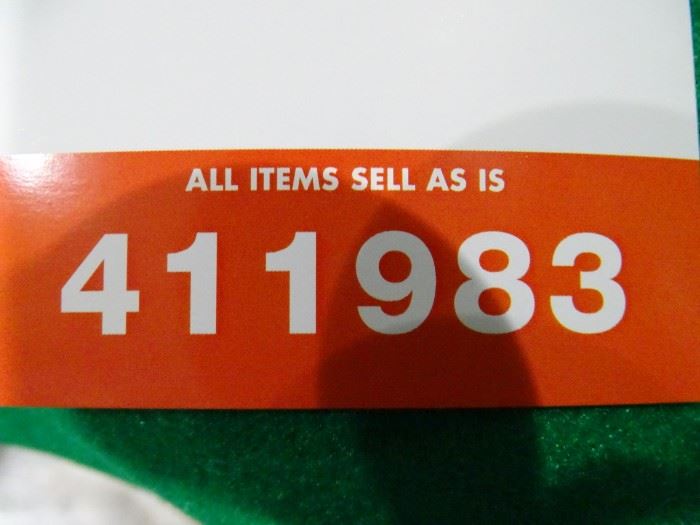 ALL ITEMS SELL AS IS
411983